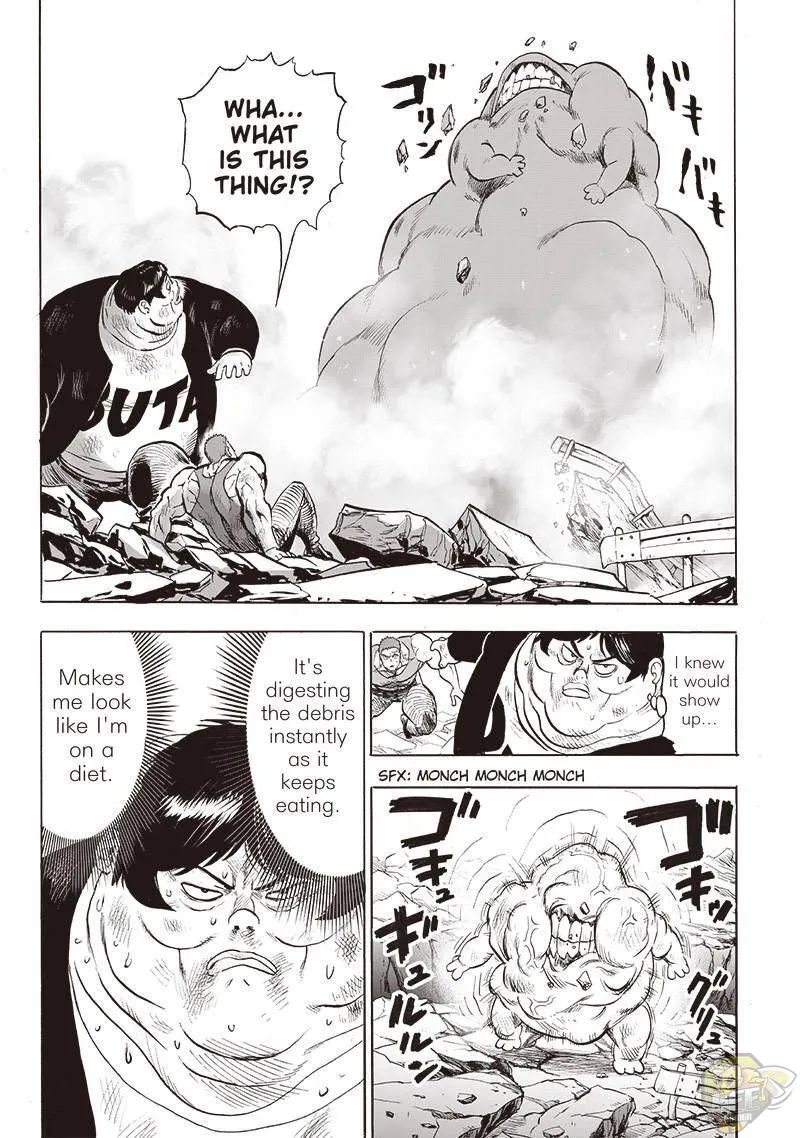 WHA...
WHAT
IS THIS
THING!?
ゴリン
バキ
バキ
BUTA
I knew
it would
show
up...
SFX: MONCH MONCH MONCH
ゴキュ
ゴキュ
ギュルルン
グリュ
It's
digesting
the debris
instantly
as it
keeps
eating.
Makes
me look
like I'm
on a
diet.